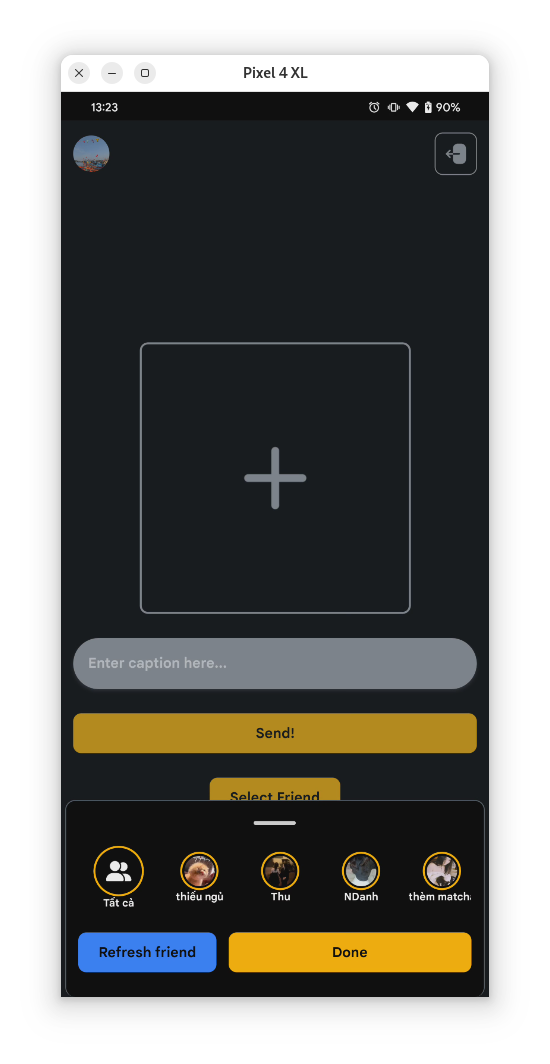 Pixel 4 XL
13:23
90%
Enter caption here...
Send!
Select Friend
Tất cả
thiếu ngủ
Thu
NDanh
thèm matcha
Refresh friend
Done